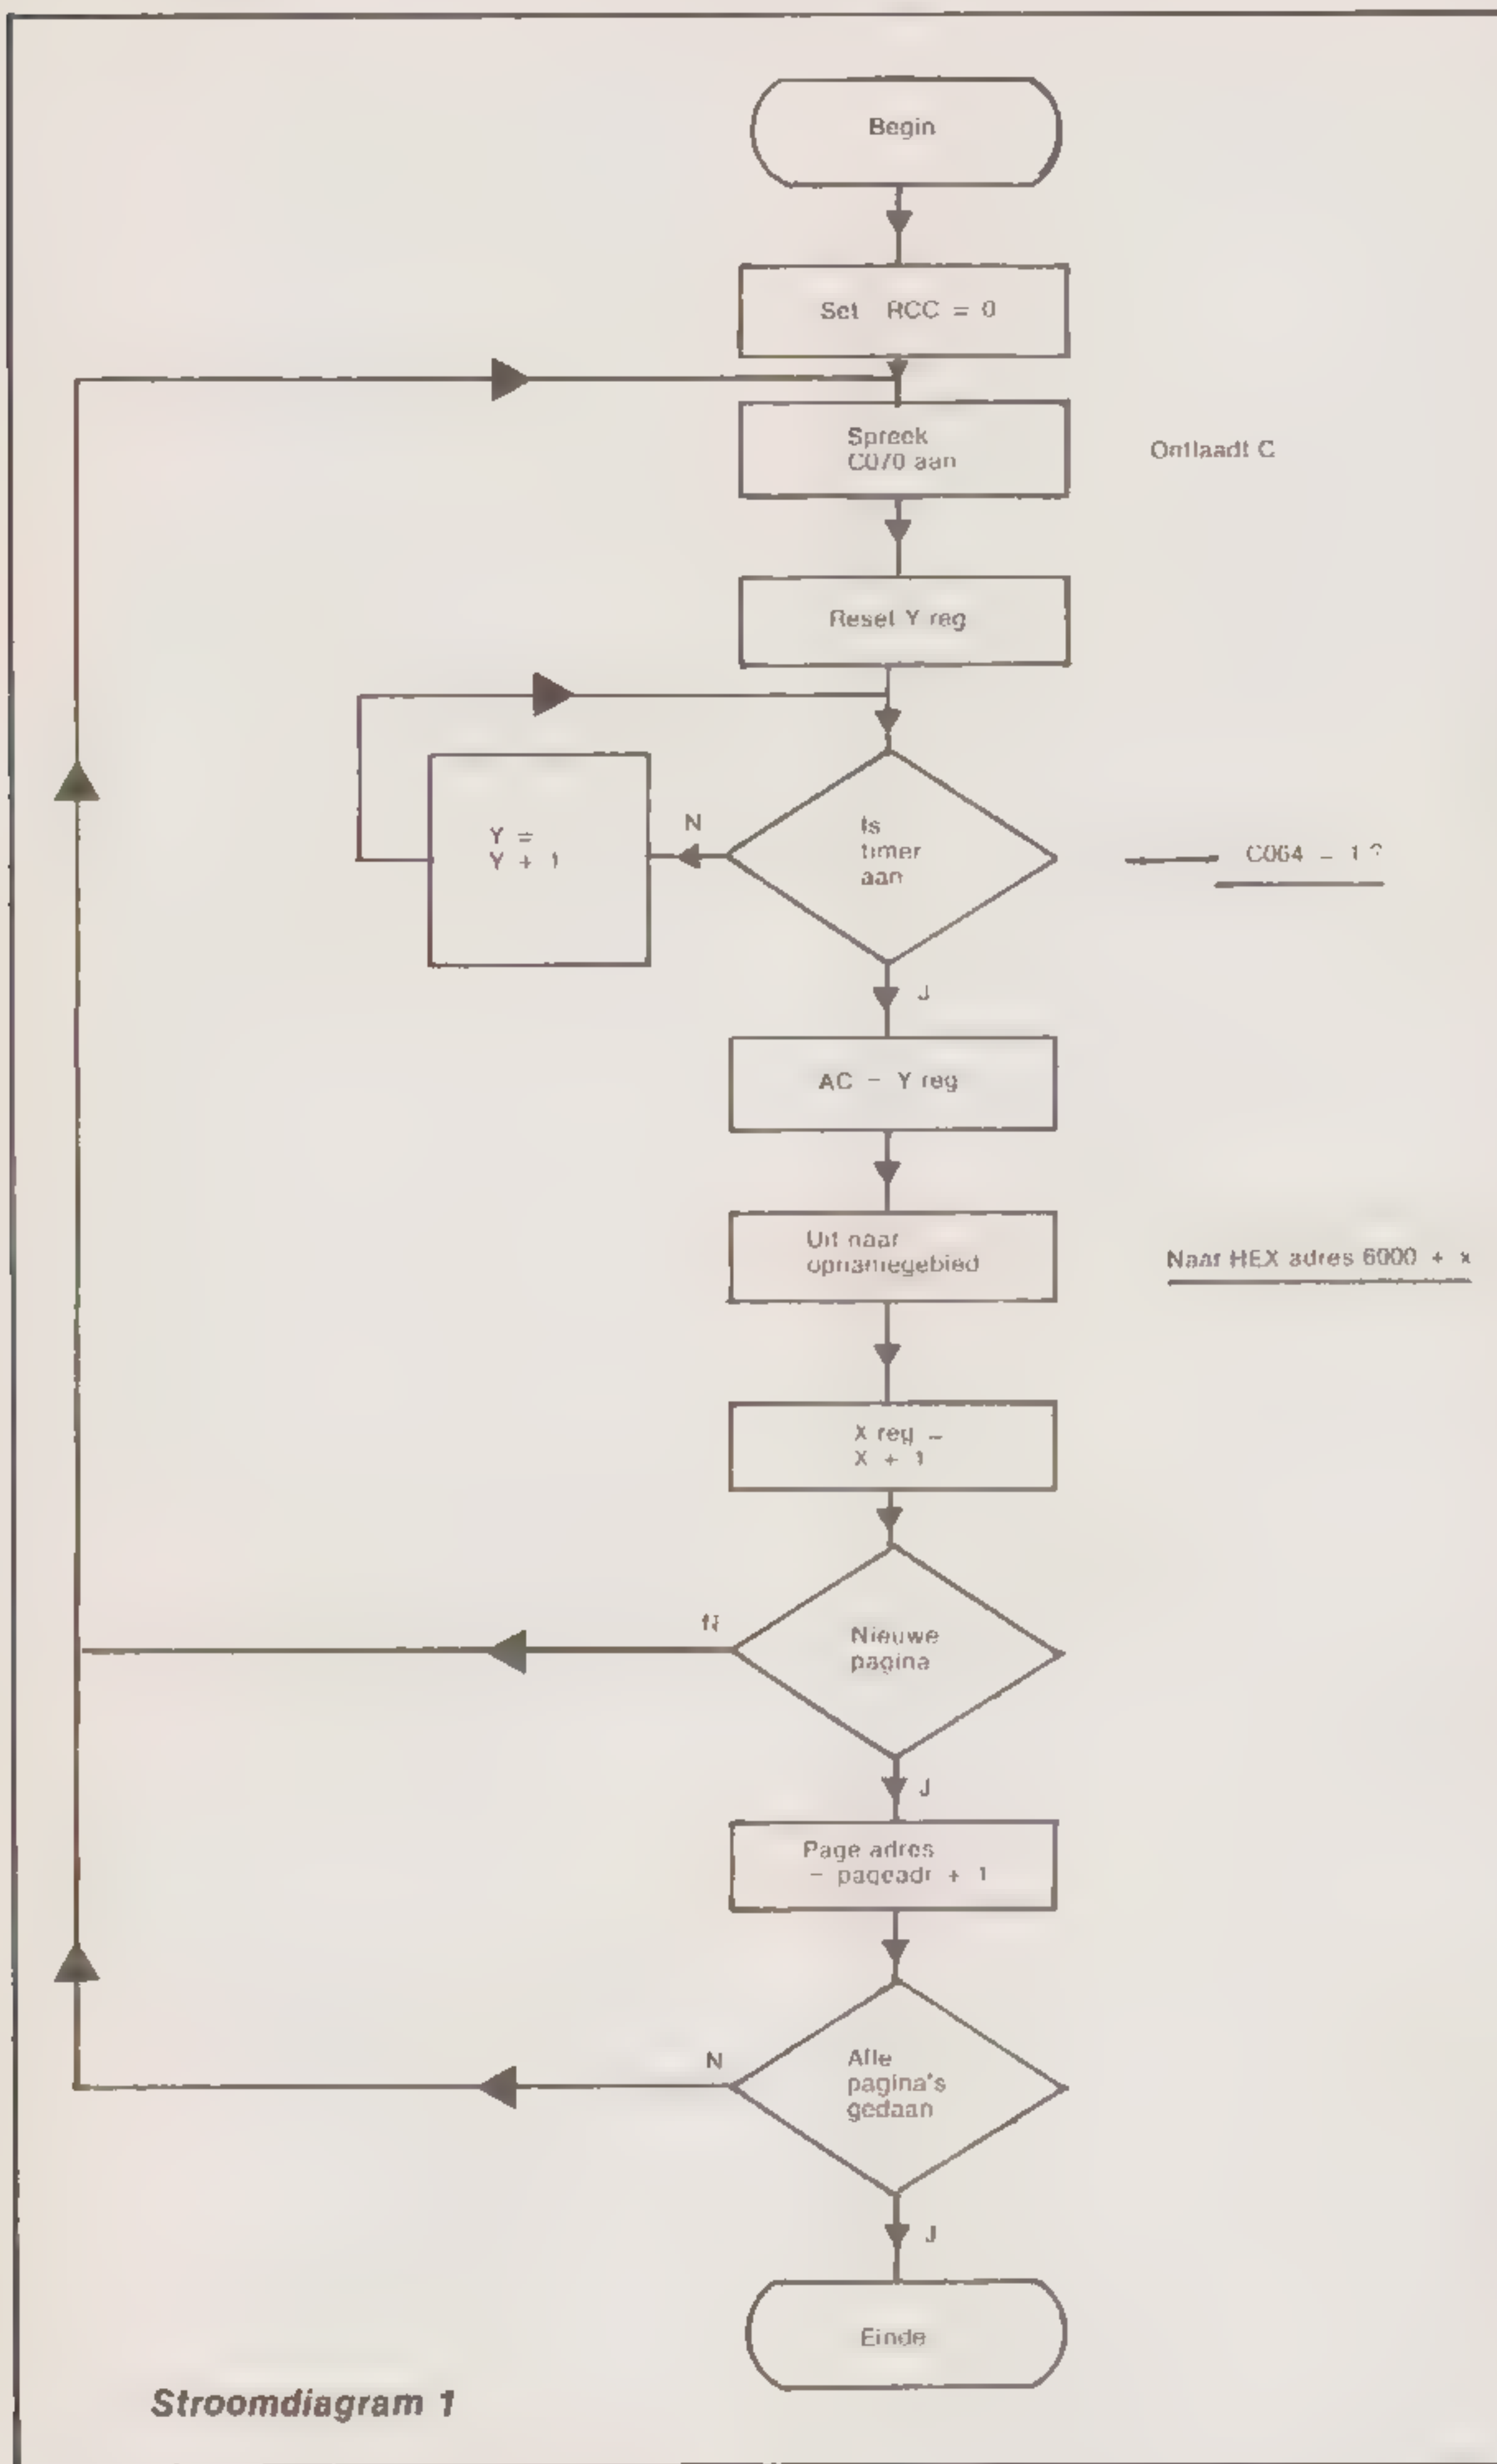 Begin
Set RCC = 0
Spreek
C070 aan
Ontlaadt C
Reset Y reg
Is
timer
aan
N
Y =
Y + 1
C064 = 1 ?
J
AC = Y reg
Uit naar
opnamegebied
Naar HEX adres 6000 + x
X reg =
X + 1
Nieuwe
pagina
N
J
Page adres
= pageadr + 1
Alle
pagina's
gedaan
N
J
Einde
Stroomdiagram 1